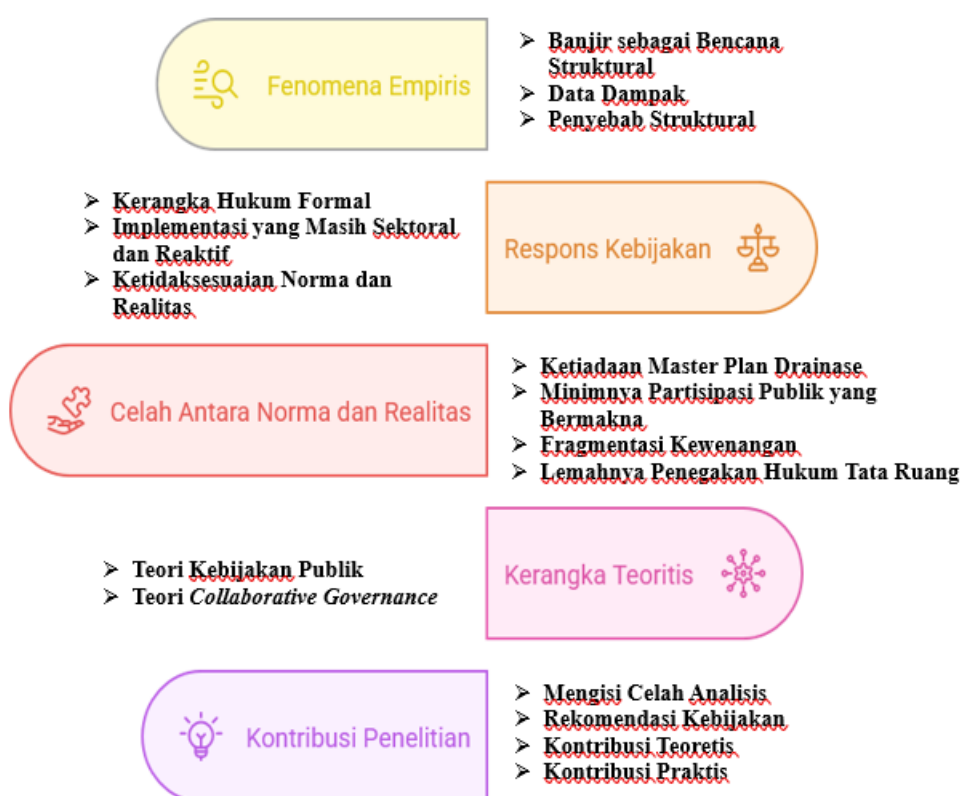 Fenomena Empiris
➤ Banjir sebagai Bencana
Struktural
➤ Data Dampak
➤ Penyebab Struktural
➤ Kerangka Hukum Formal
➤ Implementasi yang Masih Sektoral
dan Reaktif
➤ Ketidaksesuaian Norma dan
Realitas
Respons Kebijakan
Celah Antara Norma dan Realitas
➤ Ketiadaan Master Plan Drainase
➤ Minimnya Partisipasi Publik yang
Bermakna
➤ Fragmentasi Kewenangan
➤ Lemahnya Penegakan Hukum Tata Ruang
➤ Teori Kebijakan Publik
➤ Teori Collaborative Governance
Kerangka Teoritis
Kontribusi Penelitian
➤ Mengisi Celah Analisis
➤ Rekomendasi Kebijakan
➤ Kontribusi Teoretis
➤ Kontribusi Praktis